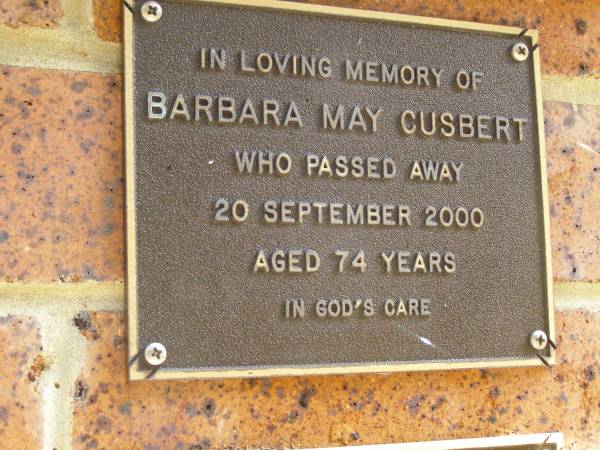 IN LOVING MEMORY OF
BARBARA MAY CUSBERT
WHO PASSED AWAY
20 SEPTEMBER 2000
AGED 74 YEARS
IN GOD'S CARE